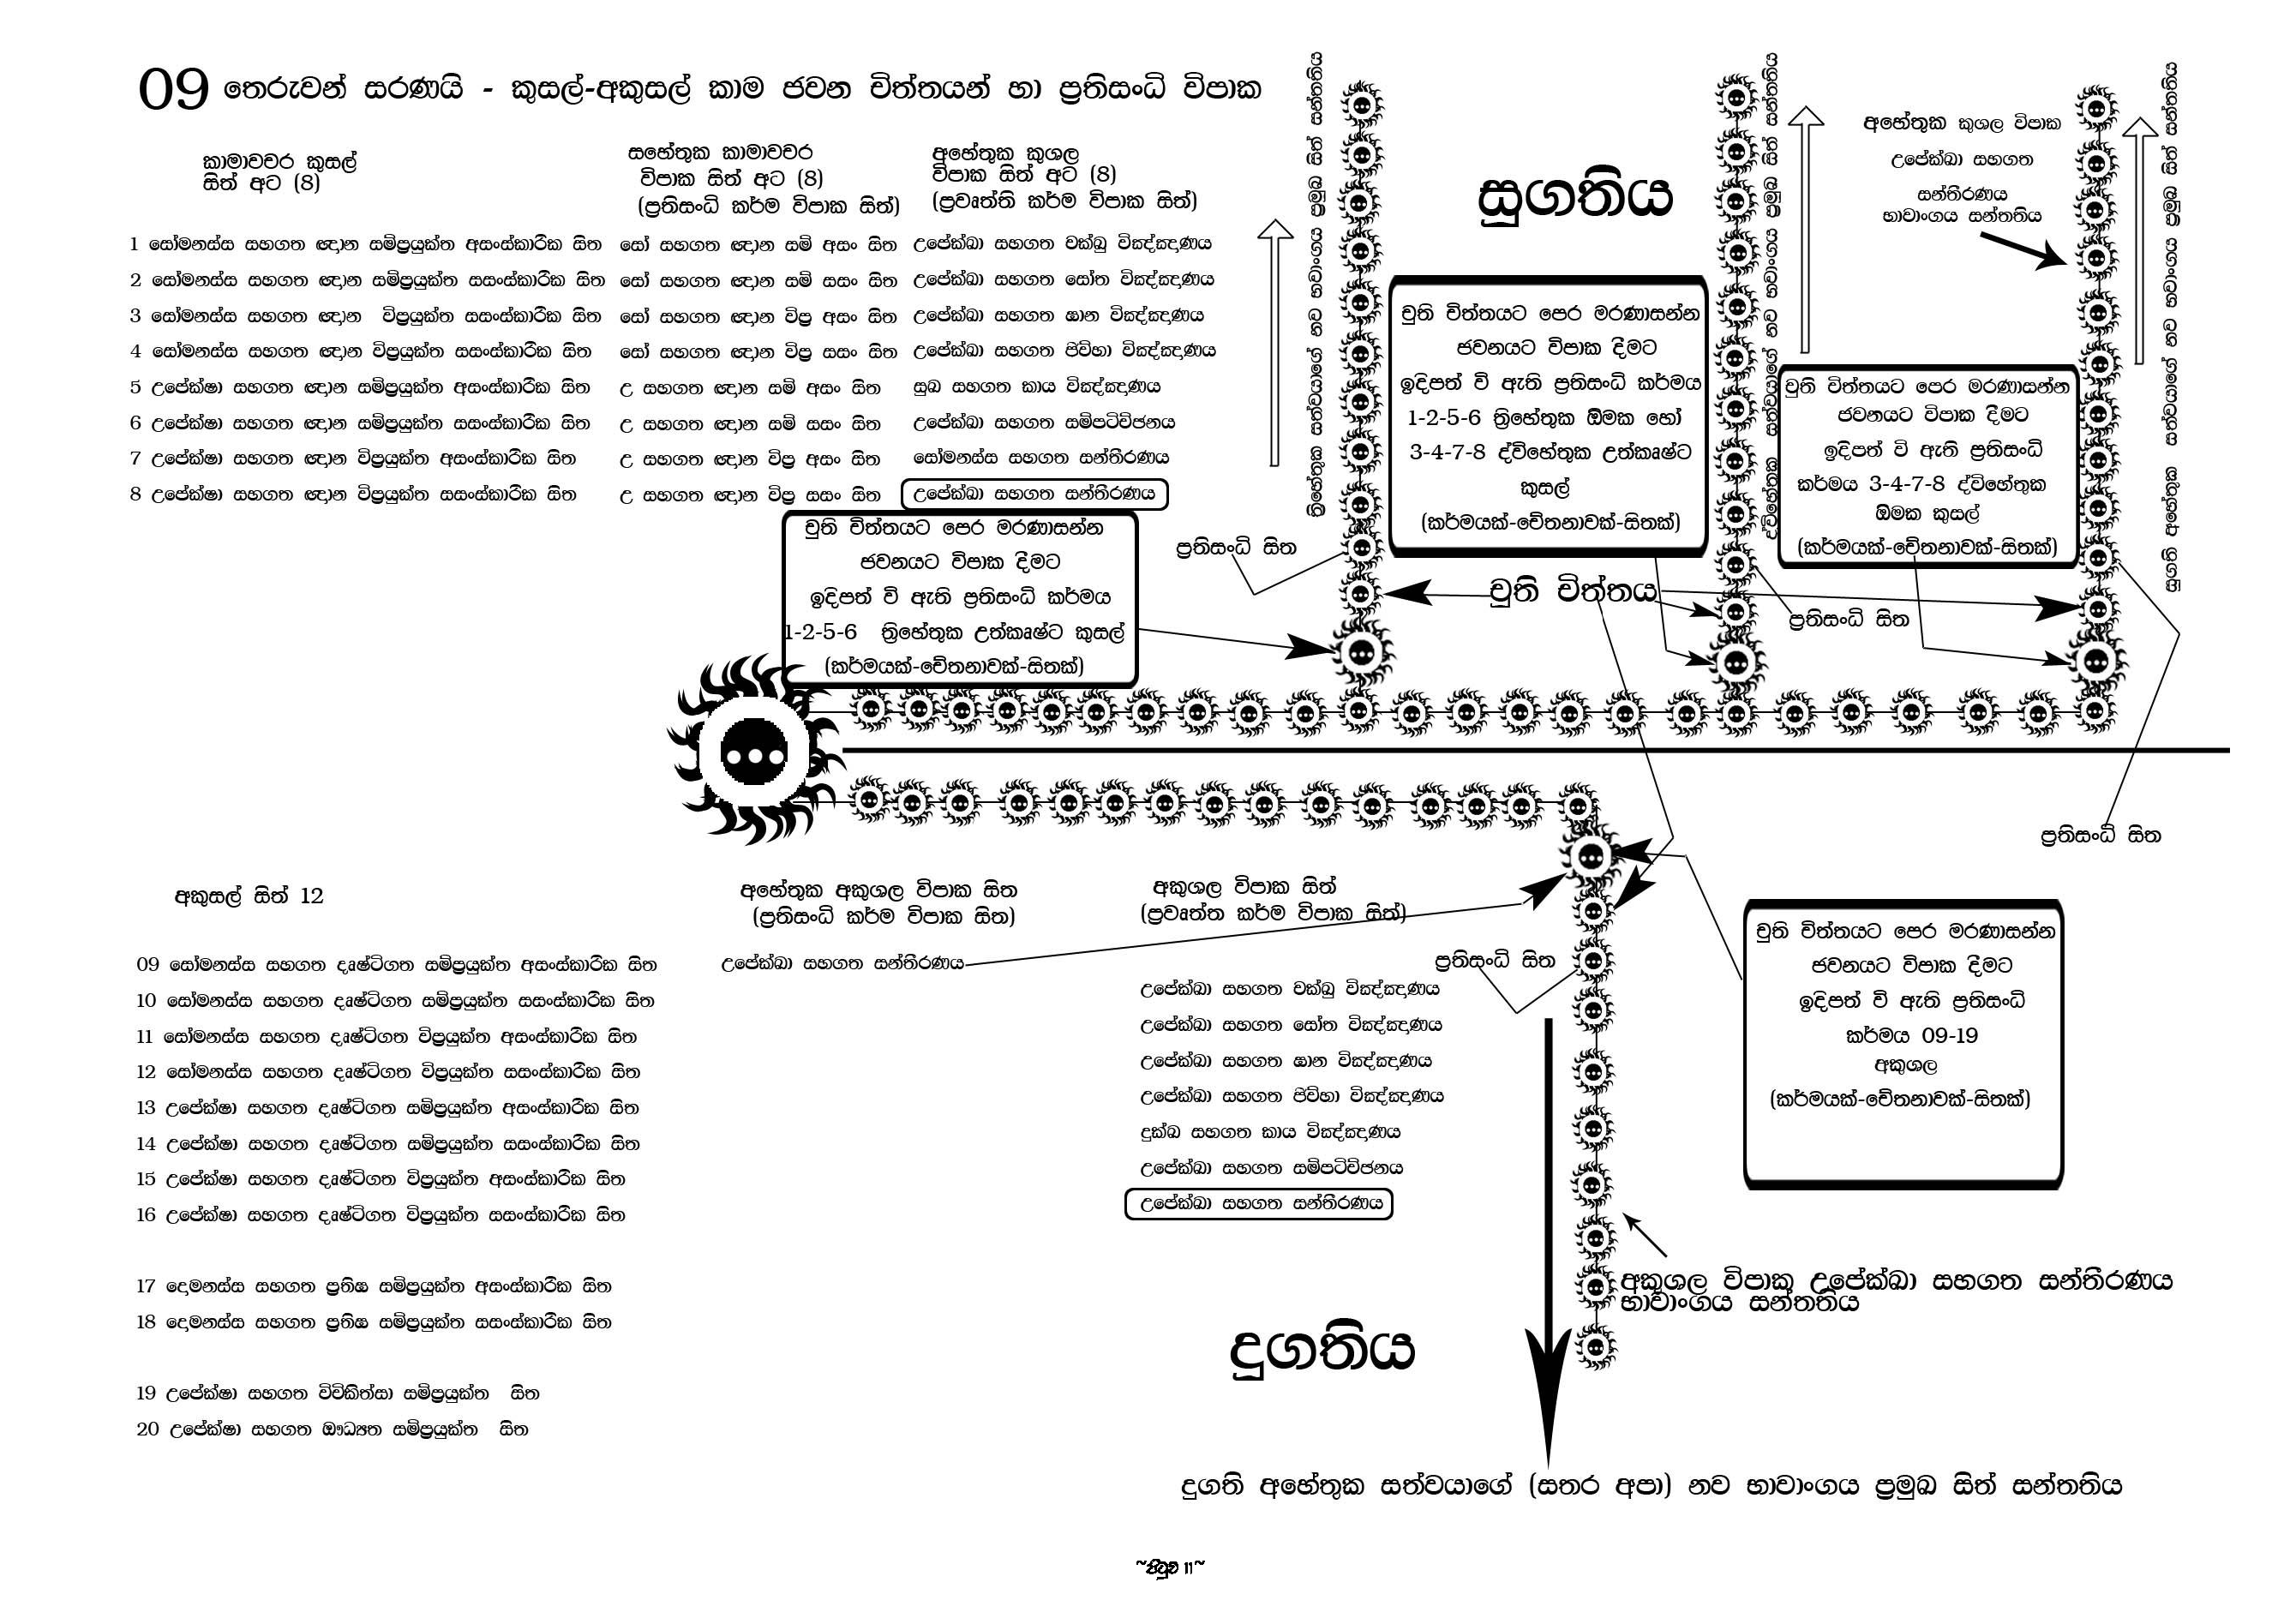 09 තෙරුවන් සරණයි - කුසල්-අකුසල් කාම ජවන චිත්තයන් හා ප්‍රතිසංධි විපාක
කාමාවචර කුසල්
සිත් අට (8)
1 සෝමනස්ස සහගත ඥාන සම්ප්‍රයුක්ත අසංස්කාරික සිත
2 සෝමනස්ස සහගත ඥාන සම්ප්‍රයුක්ත සසංස්කාරික සිත
3 සෝමනස්ස සහගත ඥාන විප්‍රයුක්ත සසංස්කාරික සිත
4 සෝමනස්ස සහගත ඥාන විප්‍රයුක්ත සසංස්කාරික සිත
5 උපේක්ෂා සහගත ඥාන සම්ප්‍රයුක්ත අසංස්කාරික සිත
6 උපේක්ෂා සහගත ඥාන සම්ප්‍රයුක්ත සසංස්කාරික සිත
7 උපේක්ෂා සහගත ඥාන විප්‍රයුක්ත අසංස්කාරික සිත
8 උපේක්ෂා සහගත ඥාන විප්‍රයුක්ත සසංස්කාරික සිත
සහේතුක කාමාවචර
විපාක සිත් අට (8)
(ප්‍රතිසංධි කර්ම විපාක සිත්)
සෝ සහගත ඥාන සම් අසං සිත
සෝ සහගත ඥාන සම් සසං සිත
සෝ සහගත ඥාන විප්‍ර අසං සිත
සෝ සහගත ඥාන විප්‍ර සසං සිත
උ සහගත ඥාන සම් අසං සිත
උ සහගත ඥාන සම් සසං සිත
උ සහගත ඥාන විප්‍ර අසං සිත
උ සහගත ඥාන විප්‍ර සසං සිත
අහේතුක කුශල
විපාක සිත් අට (8)
(ප්‍රවෘත්ති කර්ම විපාක සිත්)
උපේක්ඛා සහගත චක්ඛු විඤ්ඤාණය
උපේක්ඛා සහගත සෝත විඤ්ඤාණය
උපේක්ඛා සහගත ඝාන විඤ්ඤාණය
උපේක්ඛා සහගත ජිව්හා විඤ්ඤාණය
සුඛ සහගත කාය විඤ්ඤාණය
උපේක්ඛා සහගත සම්පටිච්ඡනය
සෝමනස්ස සහගත සන්තීරණය
උපේක්ඛා සහගත සන්තීරණය
චුති චිත්තයට පෙර මරණාසන්න
ජවනයට විපාක දීමට
ඉදිපත් වි ඇති ප්‍රතිසංධි කර්මය
1-2-5-6 ත්‍රිහේතුක උත්කෘෂ්ට කුසල්
(කර්මයක්-චේතනාවක්-සිතක්)
ප්‍රතිසංධි සිත
ත්‍රිහේතුක සත්වයාගේ නව භවාංගය ප්‍රමුඛ සිත් සන්තතිය
සුගතිය
චුති චිත්තයට පෙර මරණාසන්න
ජවනයට විපාක දීමට
ඉදිපත් වි ඇති ප්‍රතිසංධි කර්මය
1-2-5-6 ත්‍රිහේතුක ඕමක හෝ
3-4-7-8 ද්විහේතුක උත්කෘෂ්ට
කුසල්
(කර්මයක්-චේතනාවක්-සිතක්)
චුති චිත්තය
ද්විහේතුක සත්වයාගේ නව භවාංගය ප්‍රමුඛ සිත් සන්තතිය
අහේතුක කුශල විපාක
උපේක්ඛා සහගත
සන්තීරණය
භාවාංගය සන්තතිය
චුති චිත්තයට පෙර මරණාසන්න
ජවනයට විපාක දීමට
ඉදිපත් වි ඇති ප්‍රතිසංධි
කර්මය 3-4-7-8 ද්විහේතුක
ඕමක කුසල්
(කර්මයක්-චේතනාවක්-සිතක්)
ප්‍රතිසංධි සිත
සුගති අහේතුක සත්වයාගේ නව භවාංගය ප්‍රමුඛ සිත් සන්තතිය
ප්‍රතිසංධි සිත
අකුසල් සිත් 12
09 සෝමනස්ස සහගත දෘෂ්ටිගත සම්ප්‍රයුක්ත අසංස්කාරික සිත
10 සෝමනස්ස සහගත දෘෂ්ටිගත සම්ප්‍රයුක්ත සසංස්කාරික සිත
11 සෝමනස්ස සහගත දෘෂ්ටිගත විප්‍රයුක්ත අසංස්කාරික සිත
12 සෝමනස්ස සහගත දෘෂ්ටිගත විප්‍රයුක්ත සසංස්කාරික සිත
13 උපේක්ෂා සහගත දෘෂ්ටිගත සම්ප්‍රයුක්ත අසංස්කාරික සිත
14 උපේක්ෂා සහගත දෘෂ්ටිගත සම්ප්‍රයුක්ත සසංස්කාරික සිත
15 උපේක්ෂා සහගත දෘෂ්ටිගත විප්‍රයුක්ත අසංස්කාරික සිත
16 උපේක්ෂා සහගත දෘෂ්ටිගත විප්‍රයුක්ත සසංස්කාරික සිත
17 දොමනස්ස සහගත ප්‍රතිඝ සම්ප්‍රයුක්ත අසංස්කාරික සිත
18 දොමනස්ස සහගත ප්‍රතිඝ සම්ප්‍රයුක්ත සසංස්කාරික සිත
19 උපේක්ෂා සහගත විචිකිත්සා සම්ප්‍රයුක්ත සිත
20 උපේක්ෂා සහගත ඖධ්‍යත සම්ප්‍රයුක්ත සිත
අහේතුක අකුශල විපාක සිත
(ප්‍රතිසංධි කර්ම විපාක සිත)
උපේක්ඛා සහගත සන්තීරණය
අකුශල විපාක සිත්
(ප්‍රවෘත්ත කර්ම විපාක සිත්)
උපේක්ඛා සහගත චක්ඛු විඤ්ඤාණය
උපේක්ඛා සහගත සෝත විඤ්ඤාණය
උපේක්ඛා සහගත ඝාන විඤ්ඤාණය
උපේක්ඛා සහගත ජිව්හා විඤ්ඤාණය
දුක්ඛ සහගත කාය විඤ්ඤාණය
උපේක්ඛා සහගත සම්පටිච්ඡනය
උපේක්ඛා සහගත සන්තීරණය
ප්‍රතිසංධි සිත
චුති චිත්තයට පෙර මරණාසන්න
ජවනයට විපාක දීමට
ඉදිපත් වි ඇති ප්‍රතිසංධි
කර්මය 09-19
අකුශල
(කර්මයක්-චේතනාවක්-සිතක්)
අකුශල විපාක උපේක්ඛා සහගත සන්තීරණය
භාවාංගය සන්තතිය
දුගතිය
දුගති අහේතුක සත්වයාගේ (සතර අපා) නව භාවාංගය ප්‍රමුඛ සිත් සන්තතිය
~පිටුව 11~